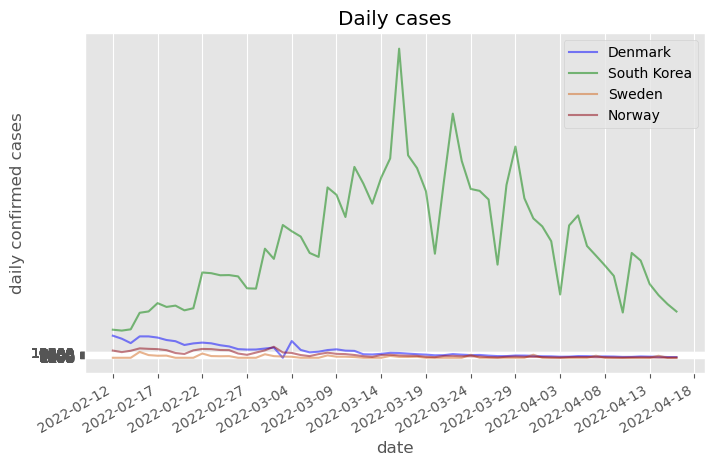 Daily cases
Denmark
South Korea
Sweden
Norway
daily confirmed cases
2022-02-12
2022-02-17
2022-02-22
2022-02-27
2022-03-04
2022-03-09
2022-03-14
2022-03-19
2022-03-24
2022-03-29
2022-04-03
2022-04-08
2022-04-13
2022-04-18
date